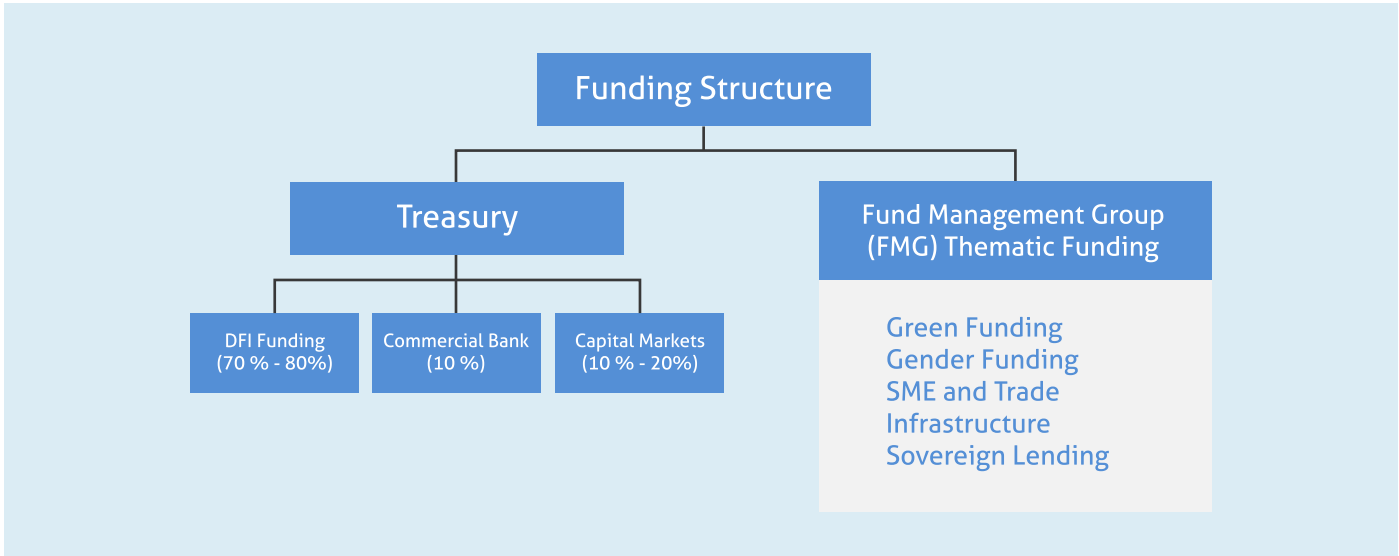 Funding Structure
Treasury
Fund Management Group
(FMG) Thematic Funding
DFI Funding
(70 % - 80%)
Commercial Bank
(10 %)
Capital Markets
(10 % - 20%)
Green Funding
Gender Funding
SME and Trade
Infrastructure
Sovereign Lending